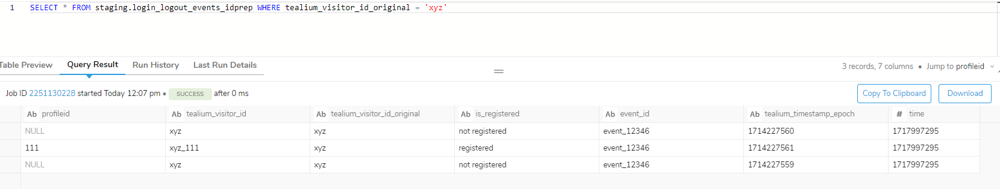 1 SELECT * FROM staging.login_logout_events_idprep WHERE tealium_visitor_id_original = 'xyz'
Table Preview Query Result Run History Last Run Details 3 records, 7 columns • Jump to profileid
Job ID 2251130228 started Today 12:07 pm • SUCCESS after 0 ms Copy To Clipboard Download
Ab profileid Ab tealium_visitor_id Ab tealium_visitor_id_original Ab is_registered Ab event_id Ab tealium_timestamp_epoch # time
NULL xyz xyz not registered event_12346 1714227560 1717997295
111 xyz_111 xyz registered event_12346 1714227561 1717997295
NULL xyz xyz not registered event_12346 1714227559 1717997295